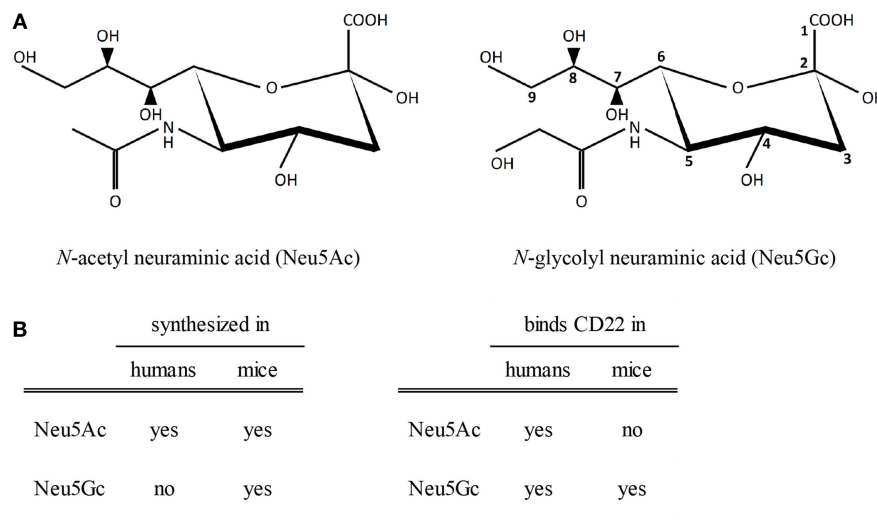 A
COOH
OH
OH
O
OH
OH
N
H
OH
O
N-acetyl neuraminic acid (Neu5Ac)
COOH
1
OH
OH
6
2
8
7
O
OH
9
OH
N
H
4
OH
5
3
OH
O
N-glycolyl neuraminic acid (Neu5Gc)
B
synthesized in
humans mice
Neu5Ac yes yes
Neu5Gc no yes
binds CD22 in
humans mice
Neu5Ac yes no
Neu5Gc yes yes